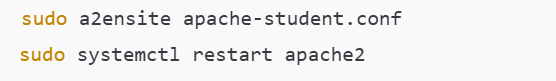 sudo a2ensite apache-student.conf
sudo systemctl restart apache2